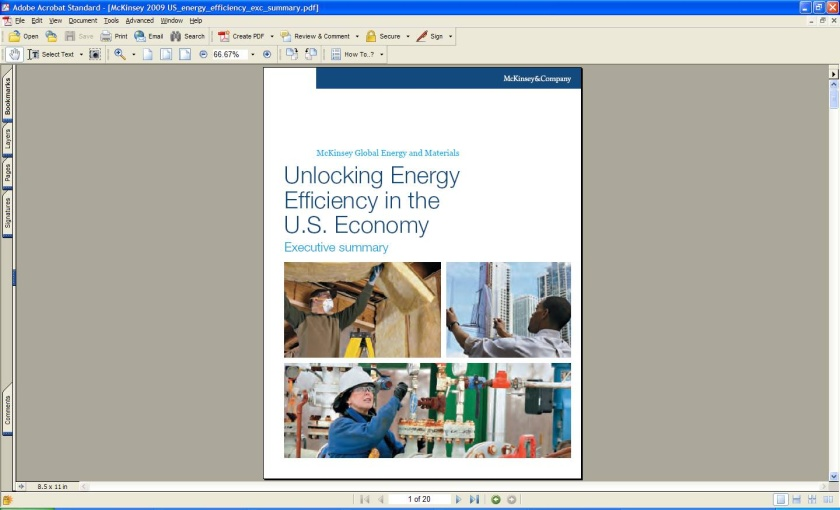 Adobe Acrobat Standard - [McKinsey 2009 US_energy_efficiency_exc_summary.pdf]
File Edit View Document Tools Advanced Window Help
Open Save Print Email Search Create PDF Review & Comment Secure Sign
Select Text 66.67% How To..?
Bookmarks
Layers
Pages
Signatures
Comments
McKinsey&Company
McKinsey Global Energy and Materials
Unlocking Energy
Efficiency in the
U.S. Economy
Executive summary
8.5 x 11 in
1 of 20